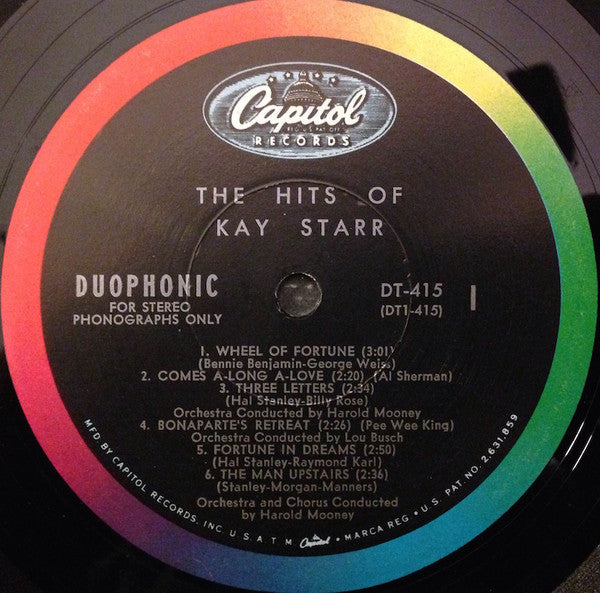 Capitol
REG. U.S. PAT. OFF.
RECORDS
THE HITS OF
KAY STARR
DUOPHONIC
FOR STEREO
PHONOGRAPHS ONLY
DT-415
(DT1-415)
1
1. WHEEL OF FORTUNE (3:01)
(Bennie Benjamin-George Weiss)
2. COMES A-LONG A-LOVE (2:20) (Al Sherman)
3. THREE LETTERS (2:34)
(Hal Stanley-Billy Rose)
Orchestra Conducted by Harold Mooney
4. BONAPARTE'S RETREAT (2:26) (Pee Wee King)
Orchestra Conducted by Lou Busch
5. FORTUNE IN DREAMS (2:50)
(Hal Stanley-Raymond Karl)
6. THE MAN UPSTAIRS (2:36)
(Stanley-Morgan-Manners)
Orchestra and Chorus Conducted
by Harold Mooney
MFD. BY CAPITOL RECORDS, INC. U.S.A. T.M. Capitol MARCA REG. • U.S. PAT. NO. 2,631,859